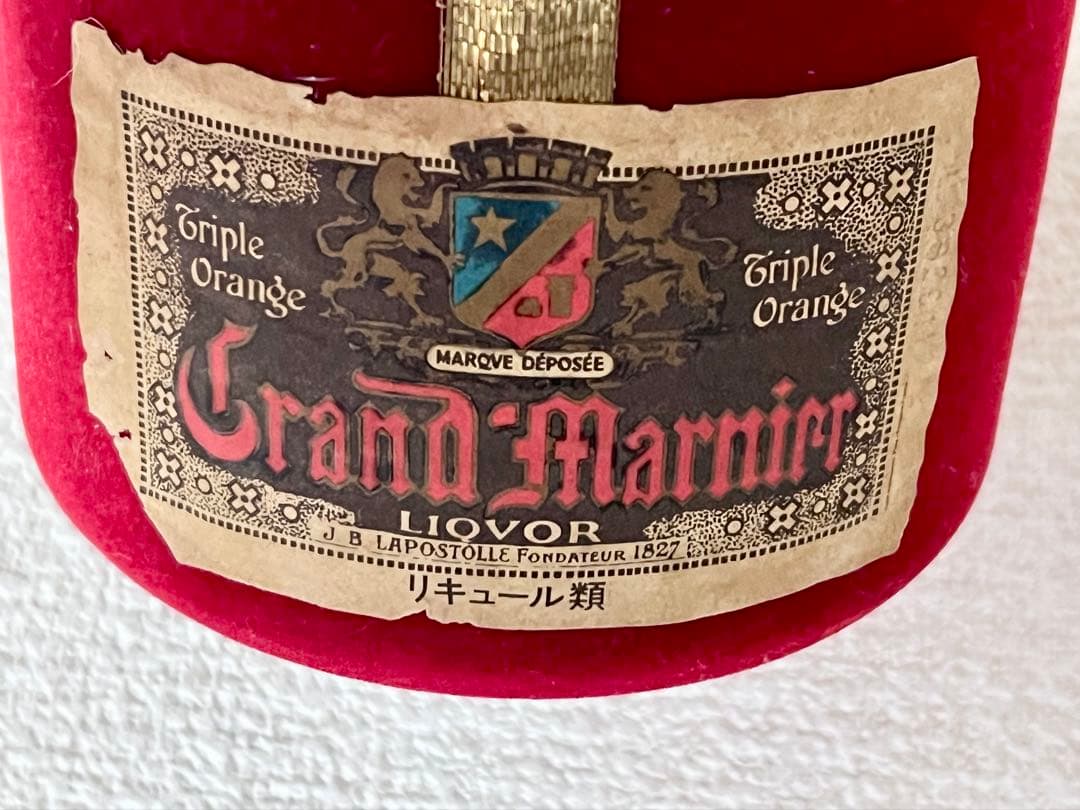 Triple
Orange
Triple
Orange
MARQVE DÉPOSÉE
Grand Marnier
LIQVOR
J B LAPOSTOLLE FONDATEUR 1827
リキュール類